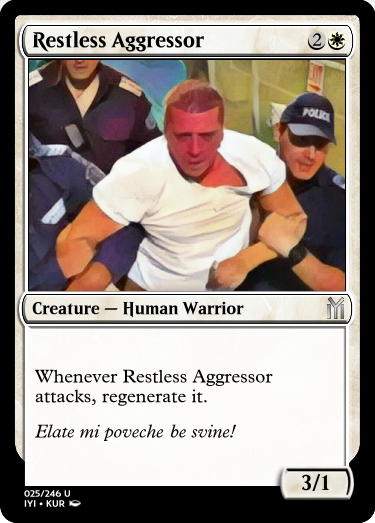 Restless Aggressor 2
POLICE
Creature — Human Warrior
Whenever Restless Aggressor
attacks, regenerate it.
Elate mi poveche be svine!
3/1
025/246 U
IYI • KUR